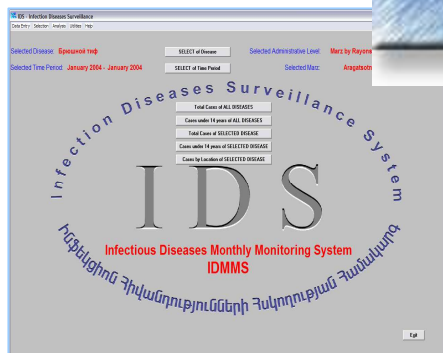 IDS - Infection Diseases Surveillance
Data Entry Selection Analysis Utilities Help
Selected Disease: Брюшной тиф
SELECT of Disease
Selected Administrative Level: Marz by Rayons
Selected Time Period: January 2004 - January 2004
SELECT of Time Period
Selected Marz: Aragatsotn
Infection Diseases Surveillance System
Total Cases of ALL DISEASES
Cases under 14 years of ALL DISEASES
Total Cases of SELECTED DISEASE
Cases under 14 years of SELECTED DISEASE
Cases by Location of SELECTED DISEASE
IDS
Infectious Diseases Monthly Monitoring System
IDMMS
Ինֆեկցիոն Հիվանդությունների Հսկողության Համակարգ
Exit